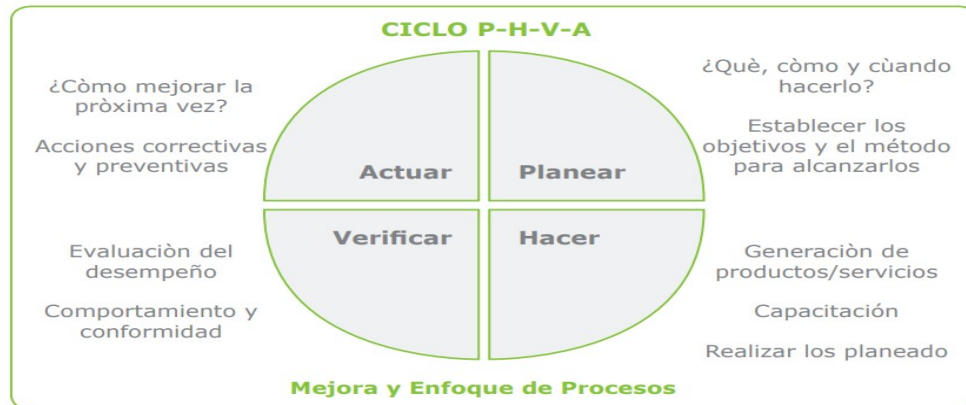 CICLO P-H-V-A
¿Còmo mejorar la
pròxima vez?
Acciones correctivas
y preventivas
Actuar
Planear
¿Què, còmo y cùando
hacerlo?
Establecer los
objetivos y el método
para alcanzarlos
Evaluaciòn del
desempeño
Comportamiento y
conformidad
Verificar
Hacer
Generaciòn de
productos/servicios
Capacitación
Realizar los planeado
Mejora y Enfoque de Procesos